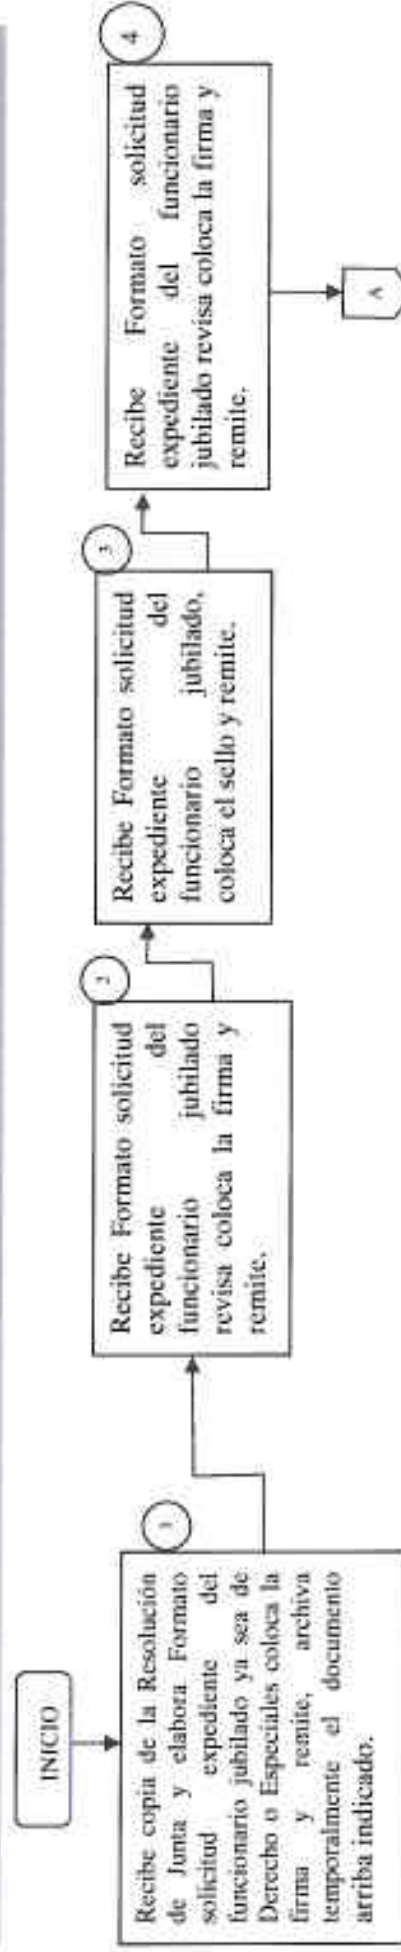 INICIO
1
Recibe copia de la Resolución
de Junta y elabora Formato
solicitud expediente del
funcionario jubilado ya sea de
Derecho o Especiales coloca la
firma y remite, archiva
temporalmente el documento
arriba indicado.
2
Recibe Formato solicitud
expediente del
funcionario jubilado
revisa coloca la firma y
remite.
3
Recibe Formato solicitud
expediente del
funcionario jubilado,
coloca el sello y remite.
4
Recibe Formato solicitud
expediente del funcionario
jubilado revisa coloca la firma y
remite.
A